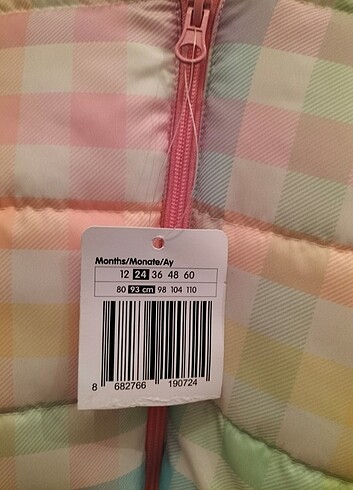 Months/Monate/Ay
12 24 36 48 60
80 93 cm 98 104 110
8 682766 190724